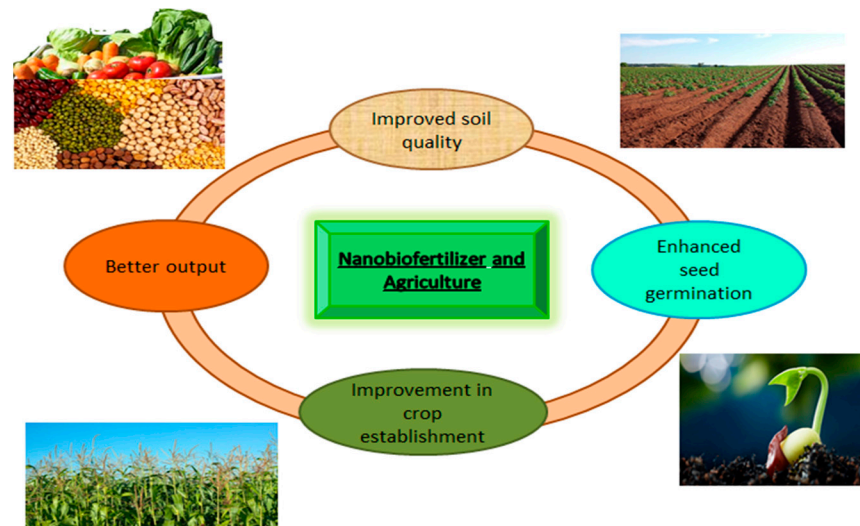 Improved soil
quality
Nanobiofertilizer and
Agriculture
Enhanced
seed
germination
Better output
Improvement in
crop
establishment